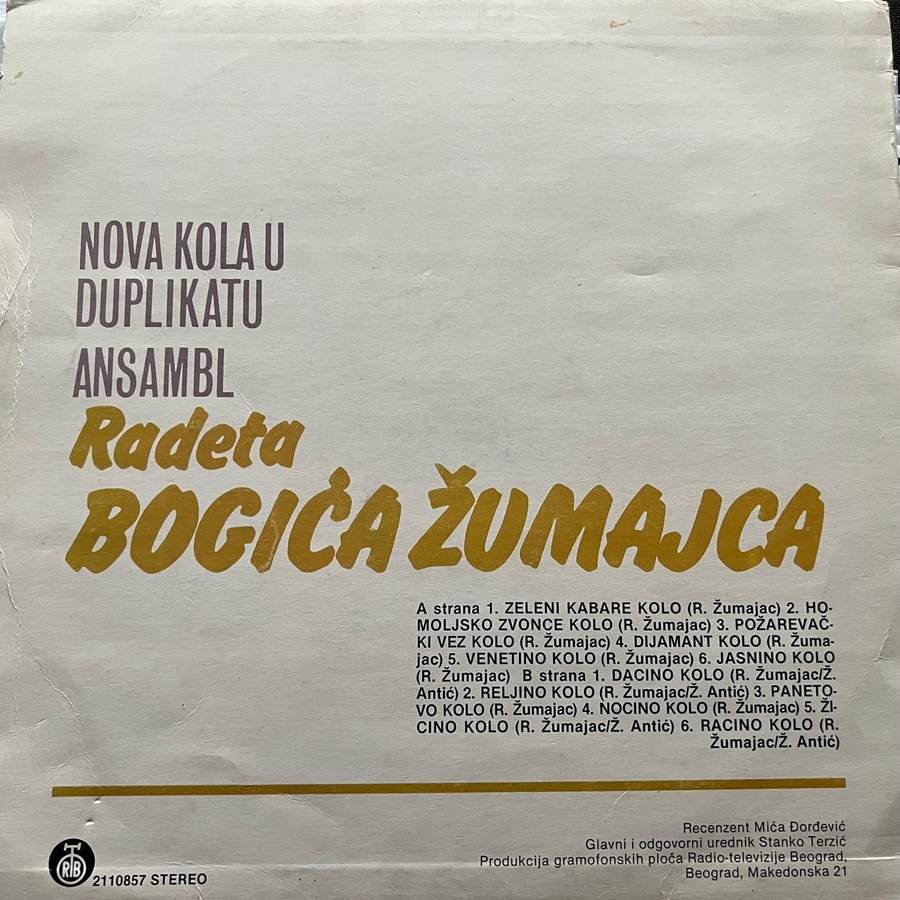 NOVA KOLA U
DUPLIKATU
ANSAMBL
Radeta
BOGIĆA ŽUMAJCA
A strana 1. ZELENI KABARE KOLO (R. Žumajac) 2. HO-
MOLJSKO ZVONCE KOLO (R. Žumajac) 3. POŽAREVAČ-
KI VEZ KOLO (R. Žumajac) 4. DIJAMANT KOLO (R. Žuma-
jac) 5. VENETINO KOLO (R. Žumajac) 6. JASNINO KOLO
(R. Žumajac) B strana 1. DACINO KOLO (R. Žumajac/Ž.
Antić) 2. RELJINO KOLO (R. Žumajac/Ž. Antić) 3. PANETO-
VO KOLO (R. Žumajac) 4. NOCINO KOLO (R. Žumajac) 5. ŽI-
CINO KOLO (R. Žumajac/Ž. Antić) 6. RACINO KOLO (R.
Žumajac/Ž. Antić)
Recenzent Mića Đorđević
Glavni i odgovorni urednik Stanko Terzić
Produkcija gramofonskih ploča Radio-televizije Beograd,
Beograd, Makedonska 21
RTB
2110857 STEREO